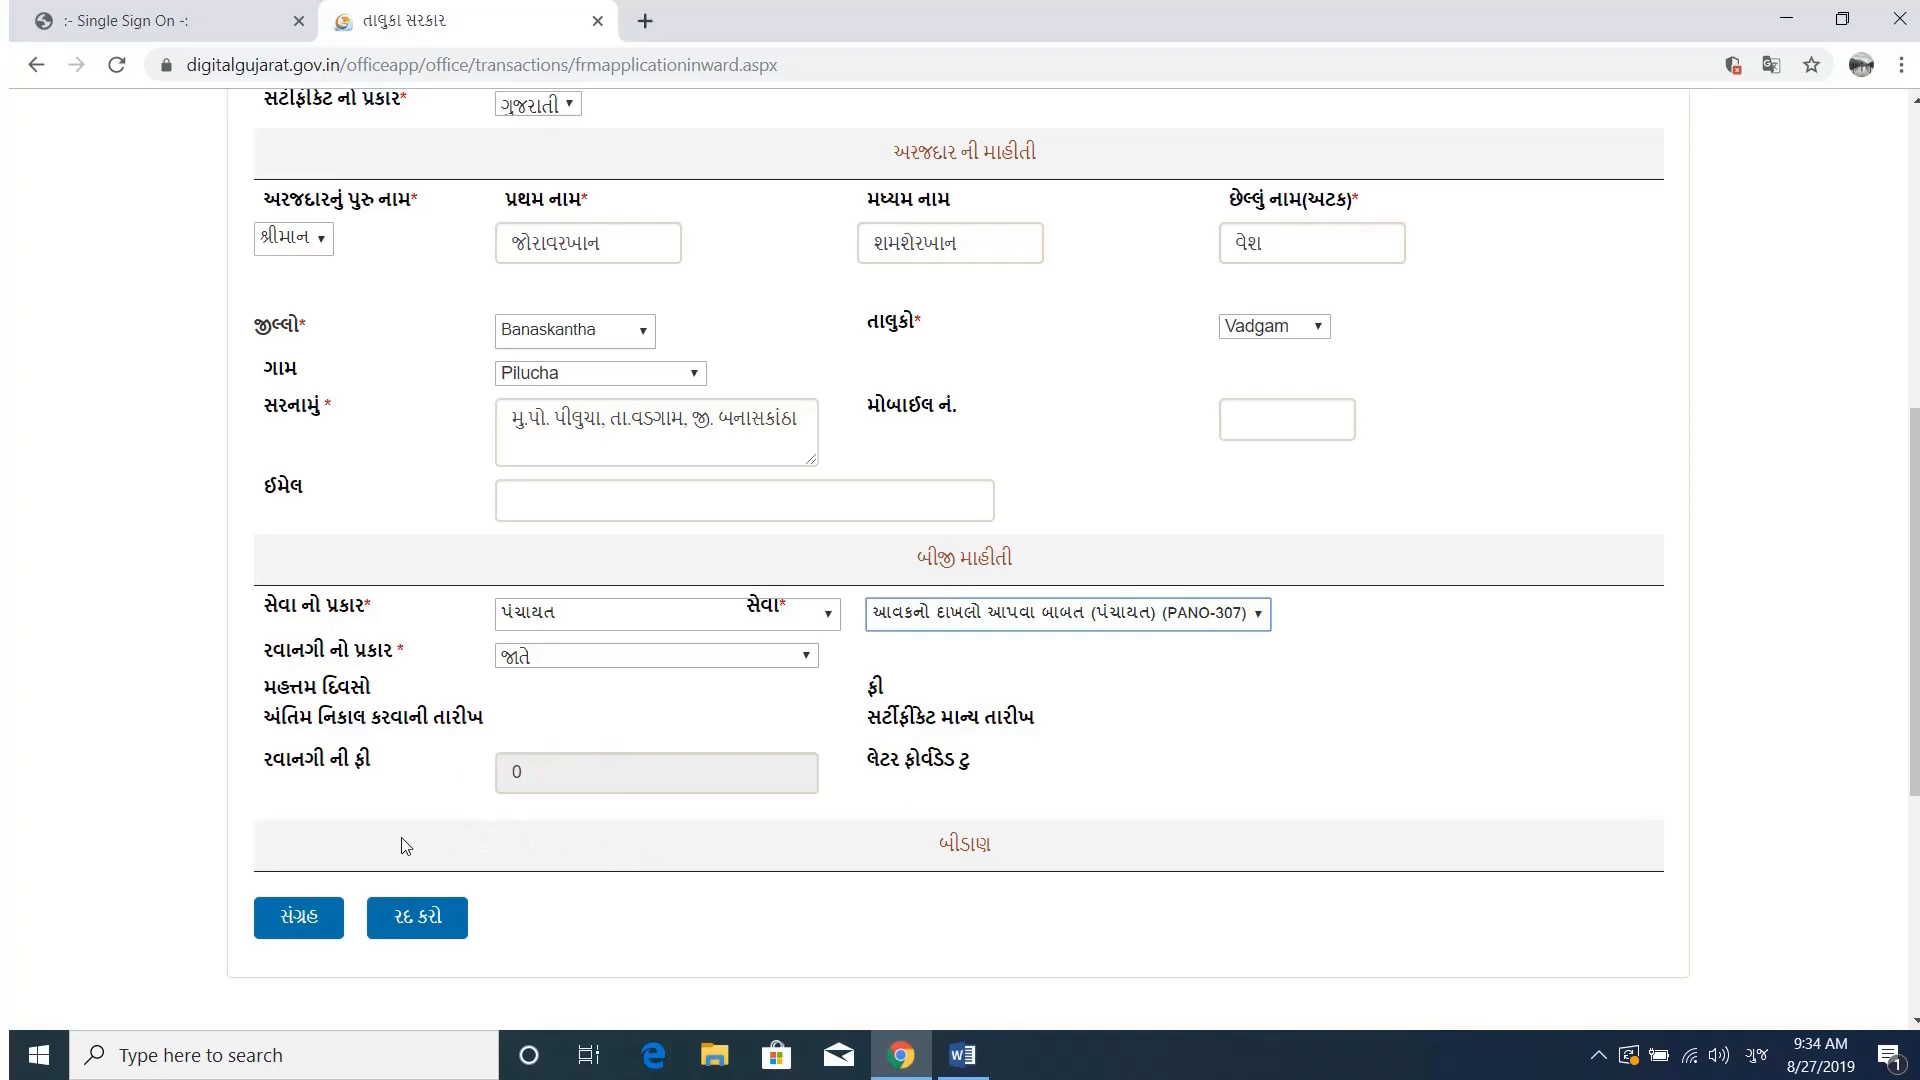 :- Single Sign On -:
તાલુકા સરકાર
digitalgujarat.gov.in/officeapp/office/transactions/frmapplicationinward.aspx
સર્ટીફીકેટ નો પ્રકાર* ગુજરાતી
અરજદાર ની માહીતી
અરજદારનું પુરુ નામ* પ્રથમ નામ* મધ્યમ નામ છેલ્લું નામ(અટક)*
શ્રીમાન જોરાવરખાન શમશેરખાન વેશ
જીલ્લો* Banaskantha તાલુકો* Vadgam
ગામ Pilucha
સરનામું * મુ.પો. પીલુચા, તા.વડગામ, જી. બનાસકાંઠા મોબાઈલ નં.
ઈમેલ
બીજી માહીતી
સેવા નો પ્રકાર* પંચાયત સેવા* આવકનો દાખલો આપવા બાબત (પંચાયત) (PANO-307)
રવાનગી નો પ્રકાર * જાતે
મહત્તમ દિવસો ફી
અંતિમ નિકાલ કરવાની તારીખ સર્ટીફીકેટ માન્ય તારીખ
રવાનગી ની ફી 0 લેટર ફોર્વર્ડેડ ટુ
બીડાણ
સંગ્રહ રદ કરો
Type here to search
ગુજ
9:34 AM
8/27/2019
1